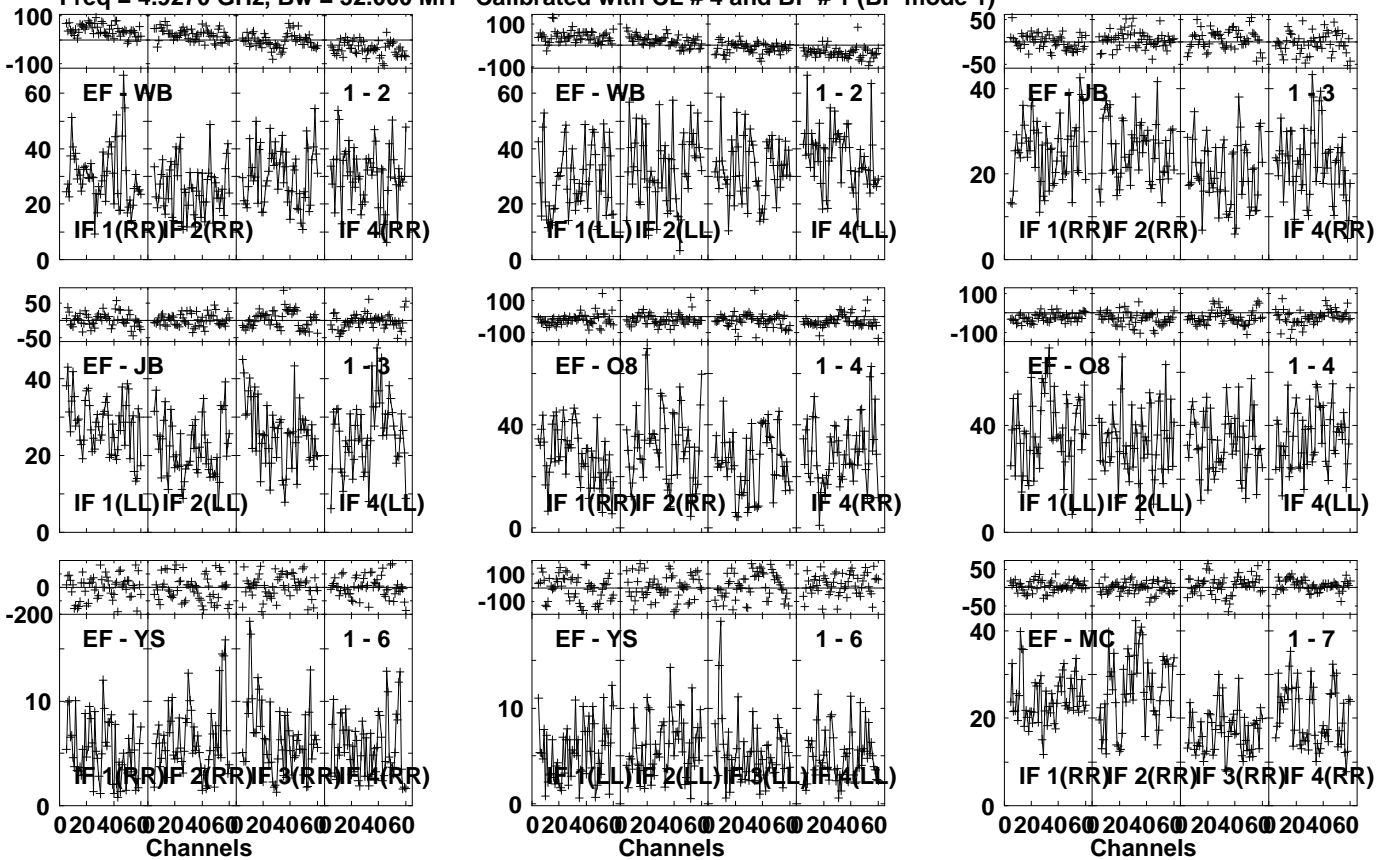 Freq = 4.9270 GHz, Bw = 32.000 MH Calibrated with CL # 4 and BP # 1 (BP mode 1)
100
-100
60
40
20
0
EF - WB 1 - 2
IF 1(RR) IF 2(RR) IF 4(RR)
100
-100
60
40
20
0
EF - WB 1 - 2
IF 1(LL) IF 2(LL) IF 4(LL)
50
-50
40
20
0
EF - JB 1 - 3
IF 1(RR) IF 2(RR) IF 4(RR)
50
-50
40
20
0
EF - JB 1 - 3
IF 1(LL) IF 2(LL) IF 4(LL)
100
-100
40
0
EF - O8 1 - 4
IF 1(RR) IF 2(RR) IF 4(RR)
100
-100
40
0
EF - O8 1 - 4
IF 1(LL) IF 2(LL) IF 4(LL)
0
-200
10
0
EF - YS 1 - 6
IF 1(RR) IF 2(RR) IF 3(RR) IF 4(RR)
0 20 40 60 0 20 40 60 0 20 40 60 0 20 40 60
Channels
100
-100
10
0
EF - YS 1 - 6
IF 1(LL) IF 2(LL) IF 3(LL) IF 4(LL)
0 20 40 60 0 20 40 60 0 20 40 60 0 20 40 60
Channels
50
-50
40
20
0
EF - MC 1 - 7
IF 1(RR) IF 2(RR) IF 3(RR) IF 4(RR)
0 20 40 60 0 20 40 60 0 20 40 60 0 20 40 60
Channels